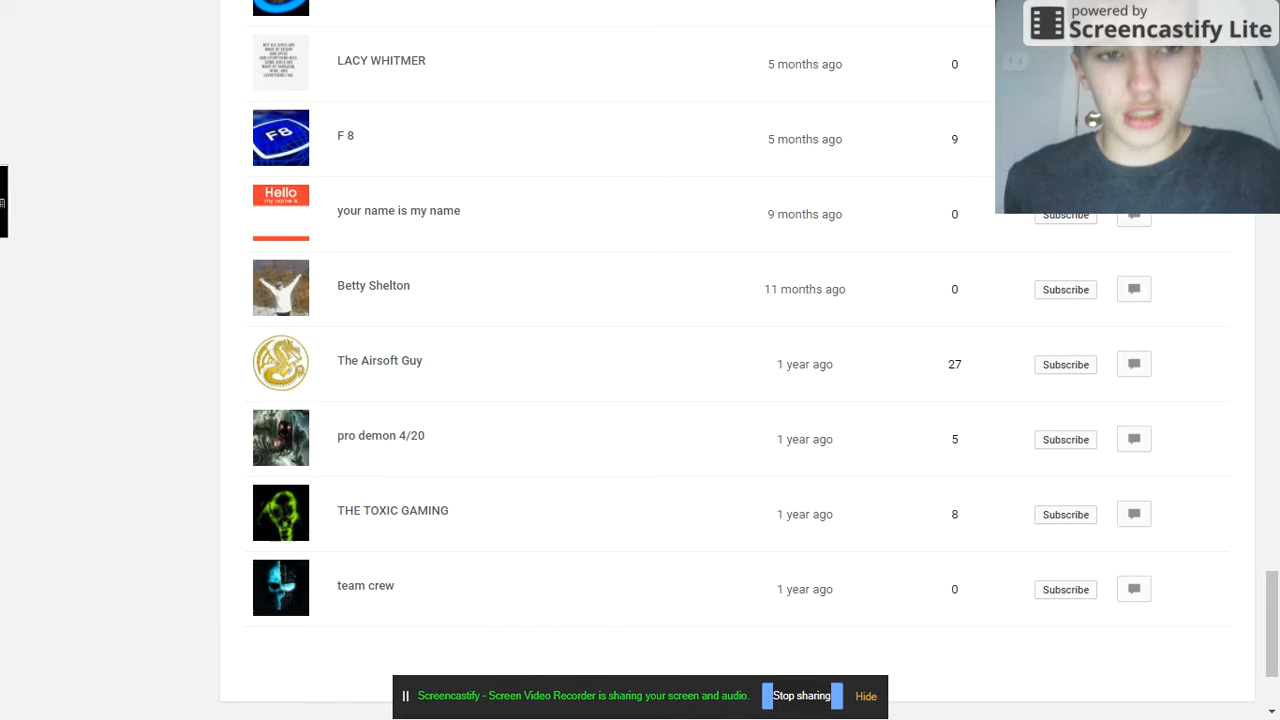 powered by
Screencastify Lite
LACY WHITMER
5 months ago
0
F8
F 8
5 months ago
9
Hello
my name is
your name is my name
9 months ago
0
Subscribe
Betty Shelton
11 months ago
0
Subscribe
The Airsoft Guy
1 year ago
27
Subscribe
pro demon 4/20
1 year ago
5
Subscribe
THE TOXIC GAMING
1 year ago
8
Subscribe
team crew
1 year ago
0
Subscribe
Screencastify - Screen Video Recorder is sharing your screen and audio.
Stop sharing
Hide